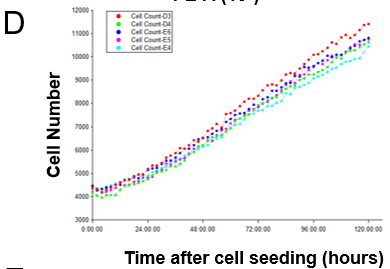 D
Cell Count-D3
Cell Count-D4
Cell Count-E6
Cell Count-E5
Cell Count-E4
Cell Number
12000
11000
10000
9000
8000
7000
6000
5000
4000
3000
0:00:00
24:00:00
48:00:00
72:00:00
96:00:00
120:00:00
Time after cell seeding (hours)